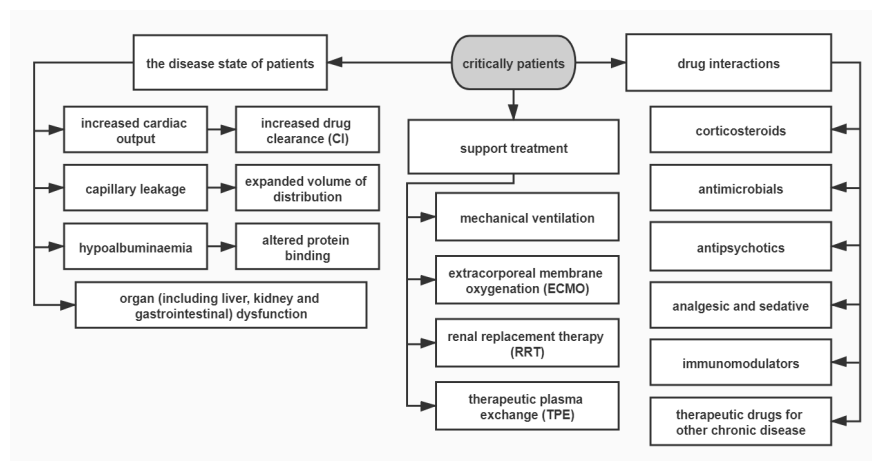 the disease state of patients
critically patients
drug interactions
increased cardiac
output
increased drug
clearance (CI)
capillary leakage
expanded volume of
distribution
hypoalbuminaemia
altered protein
binding
organ (including liver, kidney and
gastrointestinal) dysfunction
support treatment
mechanical ventilation
extracorporeal membrane
oxygenation (ECMO)
renal replacement therapy
(RRT)
therapeutic plasma
exchange (TPE)
corticosteroids
antimicrobials
antipsychotics
analgesic and sedative
immunomodulators
therapeutic drugs for
other chronic disease